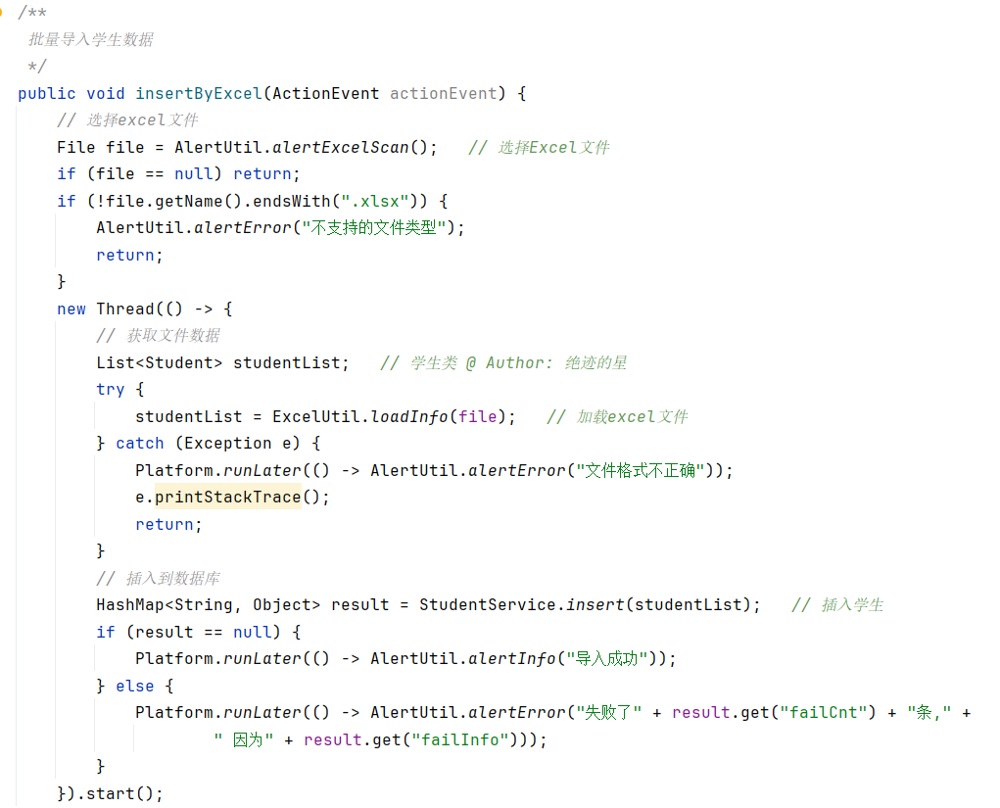 /**
 批量导入学生数据
 */
public void insertByExcel(ActionEvent actionEvent) {
    // 选择excel文件
    File file = AlertUtil.alertExcelScan();   // 选择Excel文件
    if (file == null) return;
    if (!file.getName().endsWith(".xlsx")) {
        AlertUtil.alertError("不支持的文件类型");
        return;
    }
    new Thread(() -> {
        // 获取文件数据
        List<Student> studentList;   // 学生类 @ Author: 绝迹的星
        try {
            studentList = ExcelUtil.loadInfo(file);   // 加载excel文件
        } catch (Exception e) {
            Platform.runLater(() -> AlertUtil.alertError("文件格式不正确"));
            e.printStackTrace();
            return;
        }
        // 插入到数据库
        HashMap<String, Object> result = StudentService.insert(studentList);   // 插入学生
        if (result == null) {
            Platform.runLater(() -> AlertUtil.alertInfo("导入成功"));
        } else {
            Platform.runLater(() -> AlertUtil.alertError("失败了" + result.get("failCnt") + "条," +
                    " 因为" + result.get("failInfo")));
        }
    }).start();